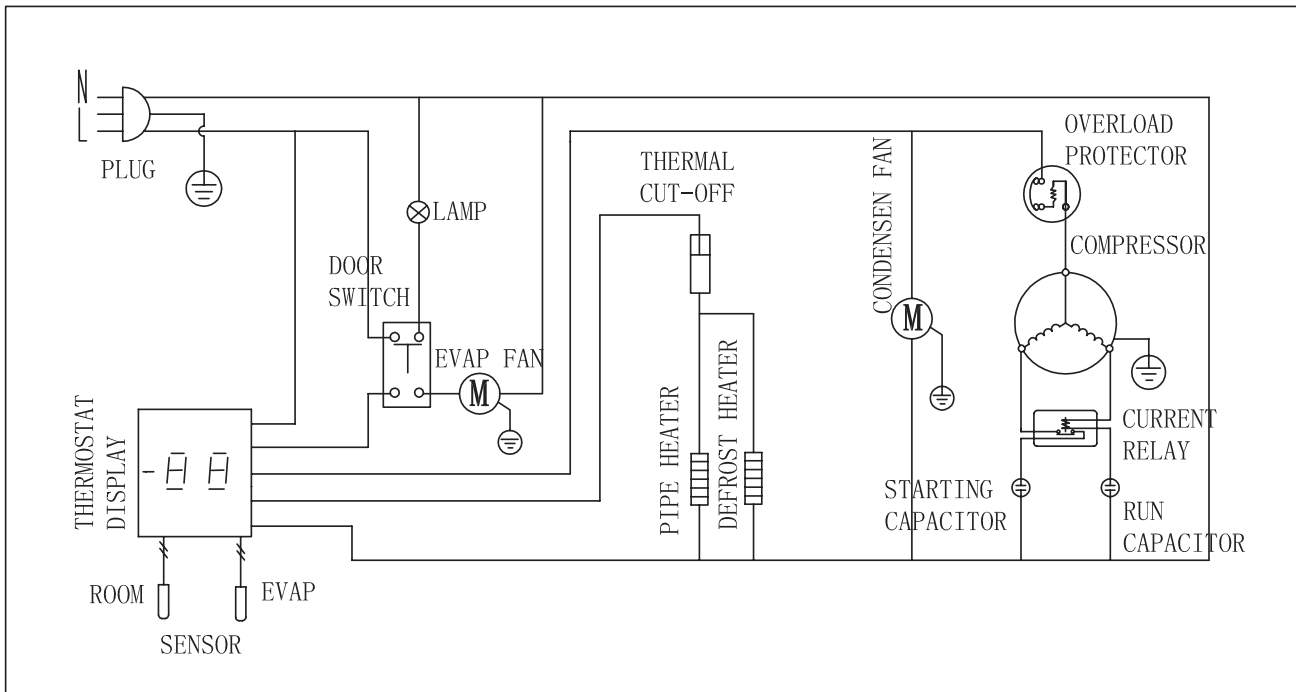 N
L
PLUG
LAMP
DOOR
SWITCH
THERMAL
CUT-OFF
CONDENSEN FAN
M
OVERLOAD
PROTECTOR
COMPRESSOR
EVAP FAN
M
THERMOSTAT
DISPLAY
-88
PIPE HEATER
DEFROST HEATER
CURRENT
RELAY
STARTING
CAPACITOR
RUN
CAPACITOR
ROOM
EVAP
SENSOR